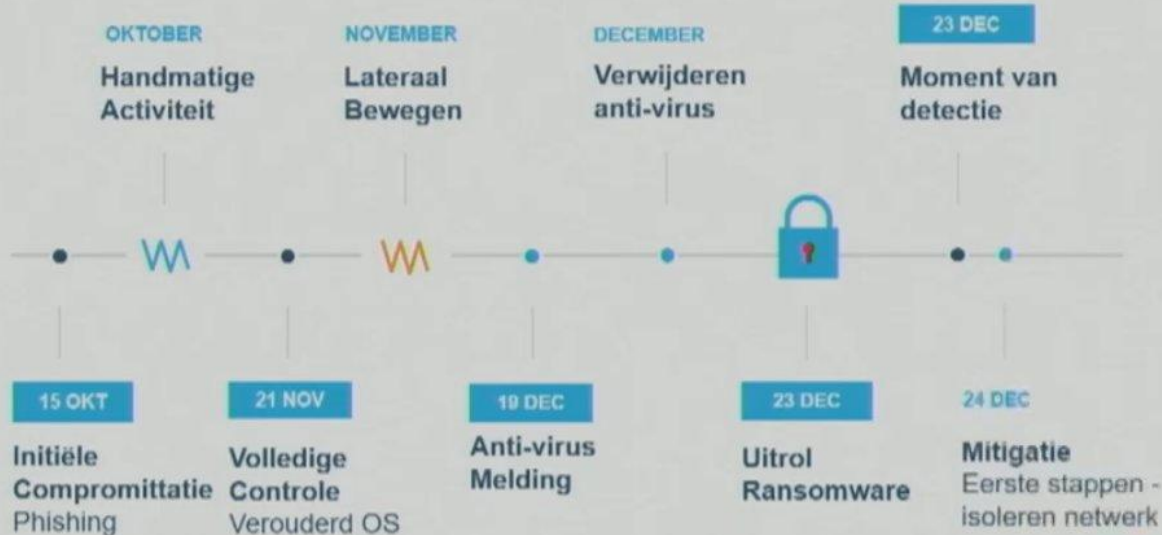 OKTOBER
Handmatige
Activiteit
NOVEMBER
Lateraal
Bewegen
DECEMBER
Verwijderen
anti-virus
23 DEC
Moment van
detectie
15 OKT
Initiële
Compromittatie
Phishing
21 NOV
Volledige
Controle
Verouderd OS
19 DEC
Anti-virus
Melding
23 DEC
Uitrol
Ransomware
24 DEC
Mitigatie
Eerste stappen -
isoleren netwerk